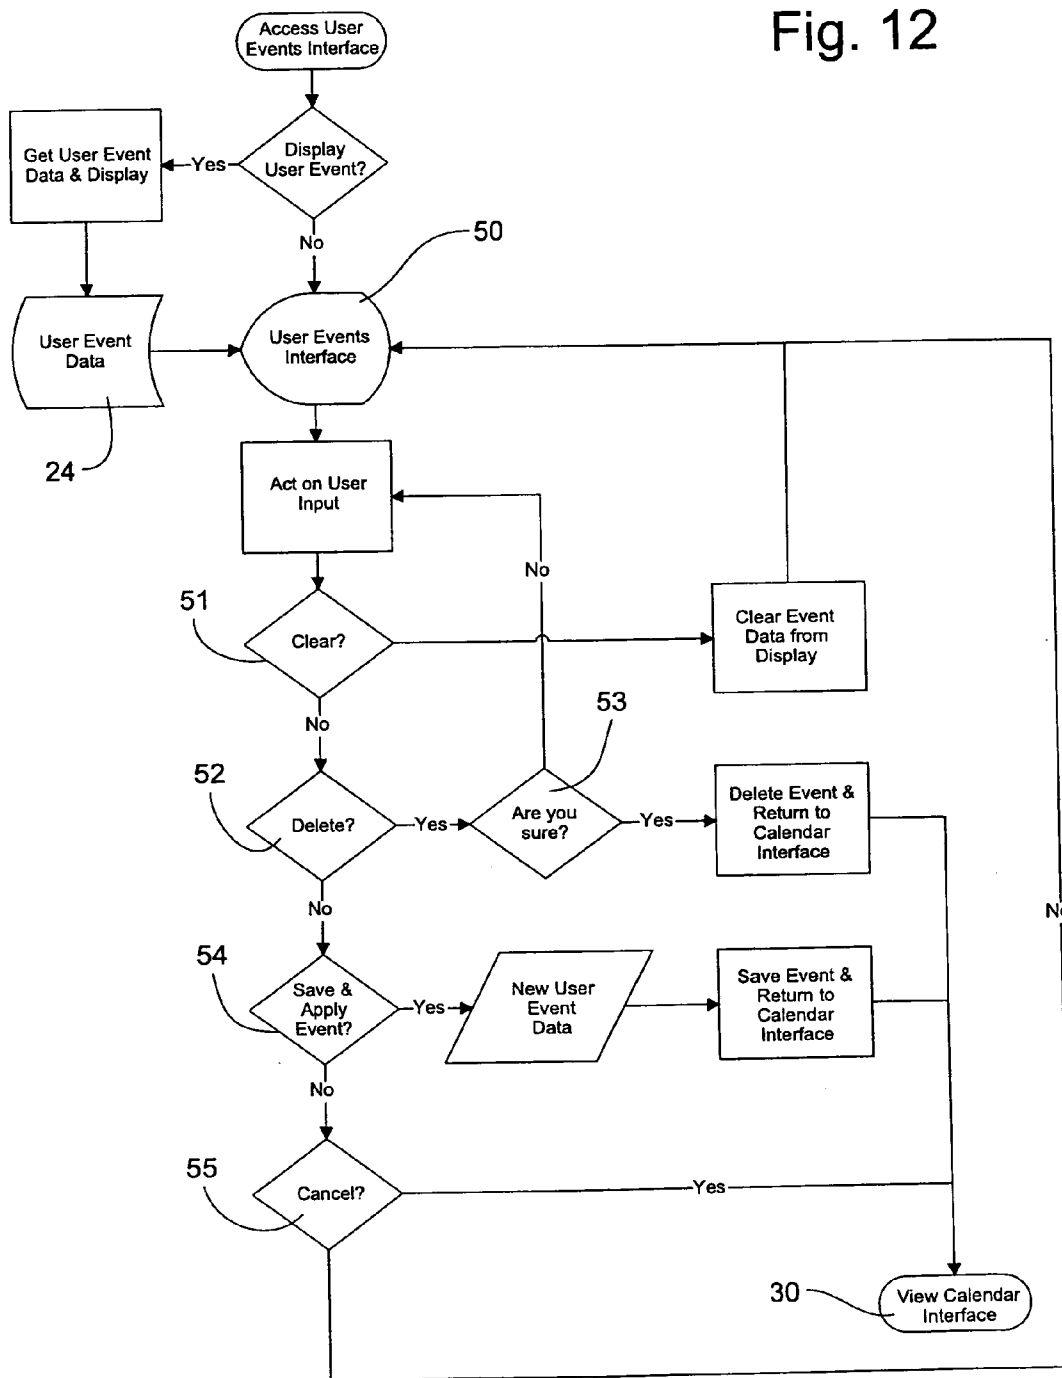 Fig. 12
Access User
Events Interface
Display
User Event?
Yes
Get User Event
Data & Display
No
50
User Event
Data
User Events
Interface
24
Act on User
Input
No
51
Clear?
Clear Event
Data from
Display
No
53
52
Delete?
Yes
Are you
sure?
Yes
Delete Event &
Return to
Calendar
Interface
No
No
54
Save &
Apply
Event?
Yes
New User
Event
Data
Save Event &
Return to
Calendar
Interface
No
55
Cancel?
Yes
30
View Calendar
Interface